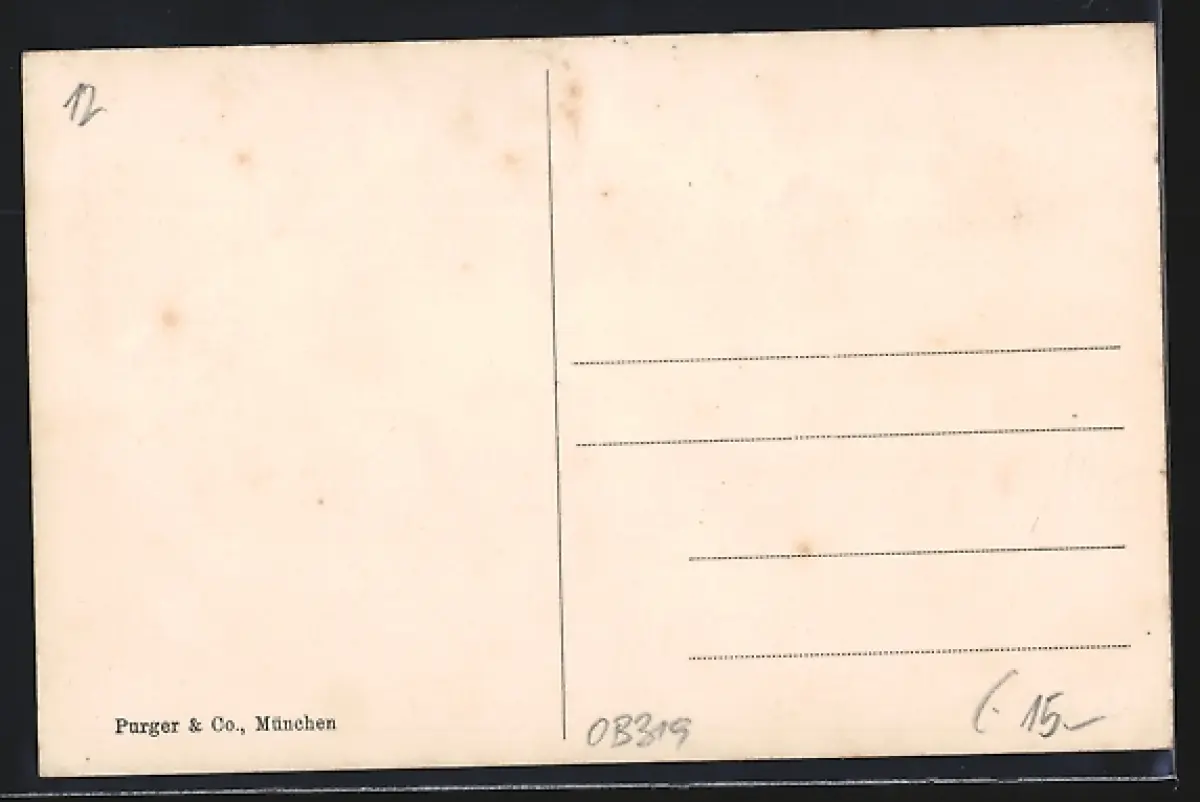 12
Purger & Co., München
OB319
(- 15.-